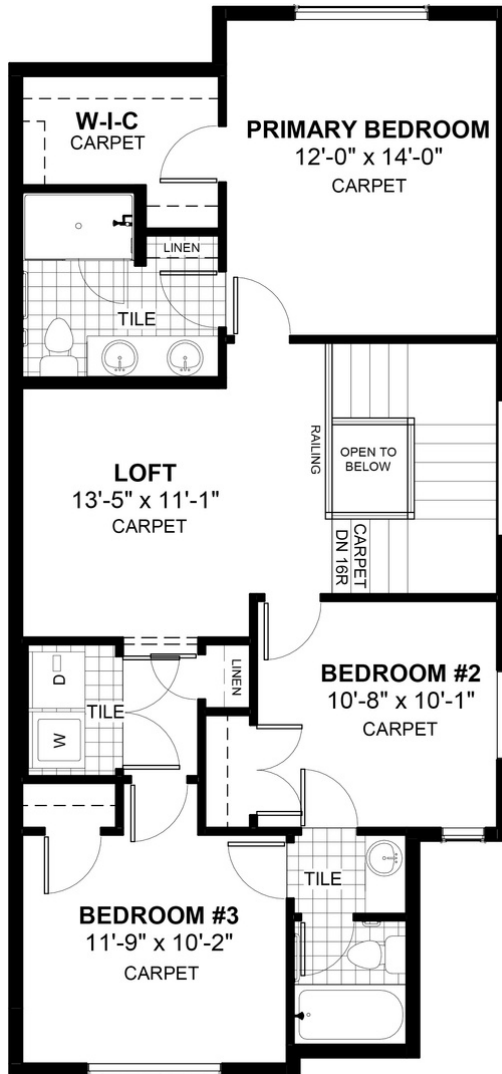 W-I-C
CARPET
PRIMARY BEDROOM
12'-0" x 14'-0"
CARPET
LINEN
TILE
RAILING
OPEN TO
BELOW
LOFT
13'-5" x 11'-1"
CARPET
CARPET
DN 16R
LINEN
BEDROOM #2
10'-8" x 10'-1"
CARPET
D
TILE
W
TILE
BEDROOM #3
11'-9" x 10'-2"
CARPET